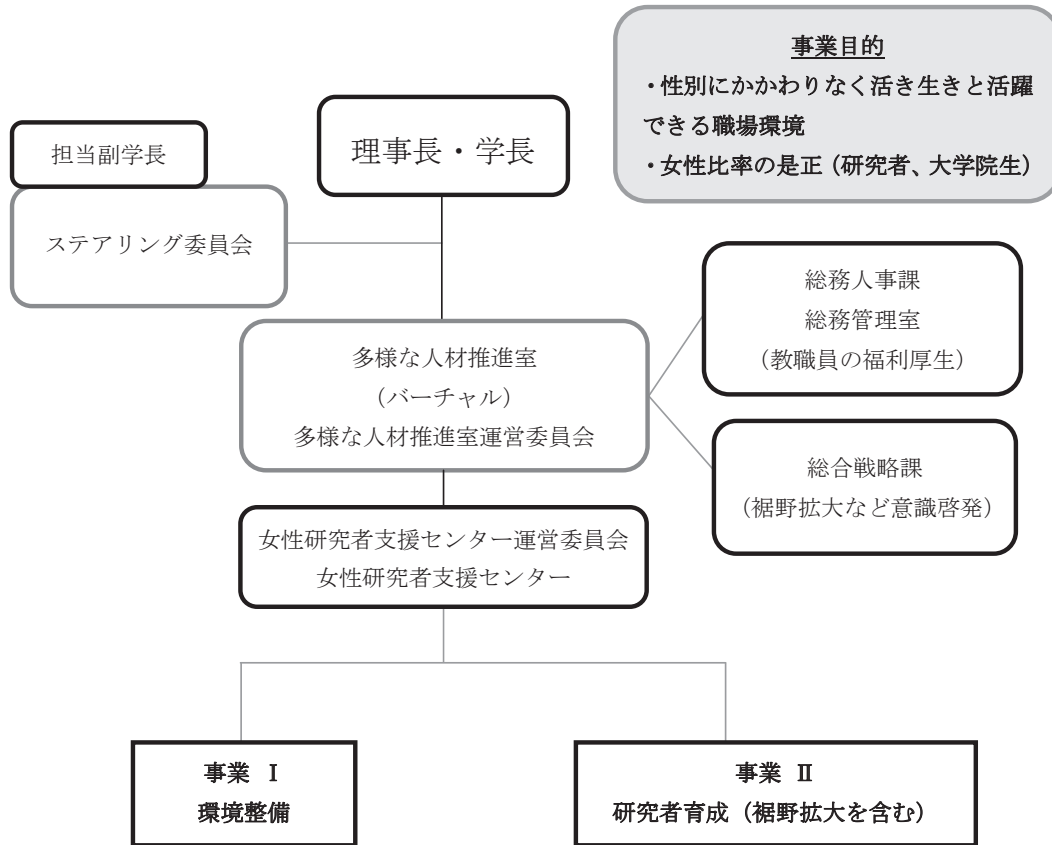 事業目的
・性別にかかわりなく活き生きと活躍
できる職場環境
・女性比率の是正（研究者、大学院生）
理事長・学長
担当副学長
ステアリング委員会
総務人事課
総務管理室
（教職員の福利厚生）
多様な人材推進室
（バーチャル）
多様な人材推進室運営委員会
総合戦略課
（裾野拡大など意識啓発）
女性研究者支援センター運営委員会
女性研究者支援センター
事業 Ⅰ
環境整備
事業 Ⅱ
研究者育成（裾野拡大を含む）